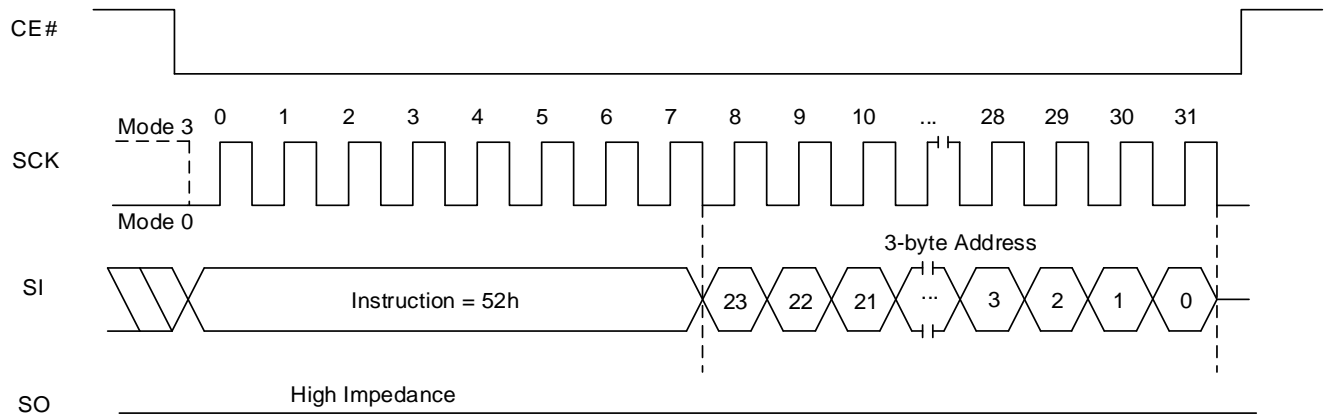 CE#
0 1 2 3 4 5 6 7 8 9 10 ... 28 29 30 31
Mode 3
SCK
Mode 0
3-byte Address
SI
Instruction = 52h 23 22 21 ... 3 2 1 0
High Impedance
SO